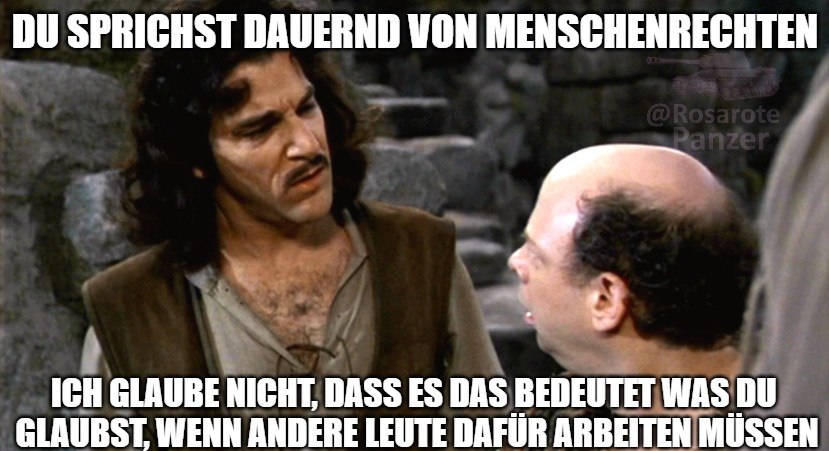 DU SPRICHST DAUERND VON MENSCHENRECHTEN
@Rosarote
Panzer
ICH GLAUBE NICHT, DASS ES DAS BEDEUTET WAS DU
GLAUBST, WENN ANDERE LEUTE DAFÜR ARBEITEN MÜSSEN